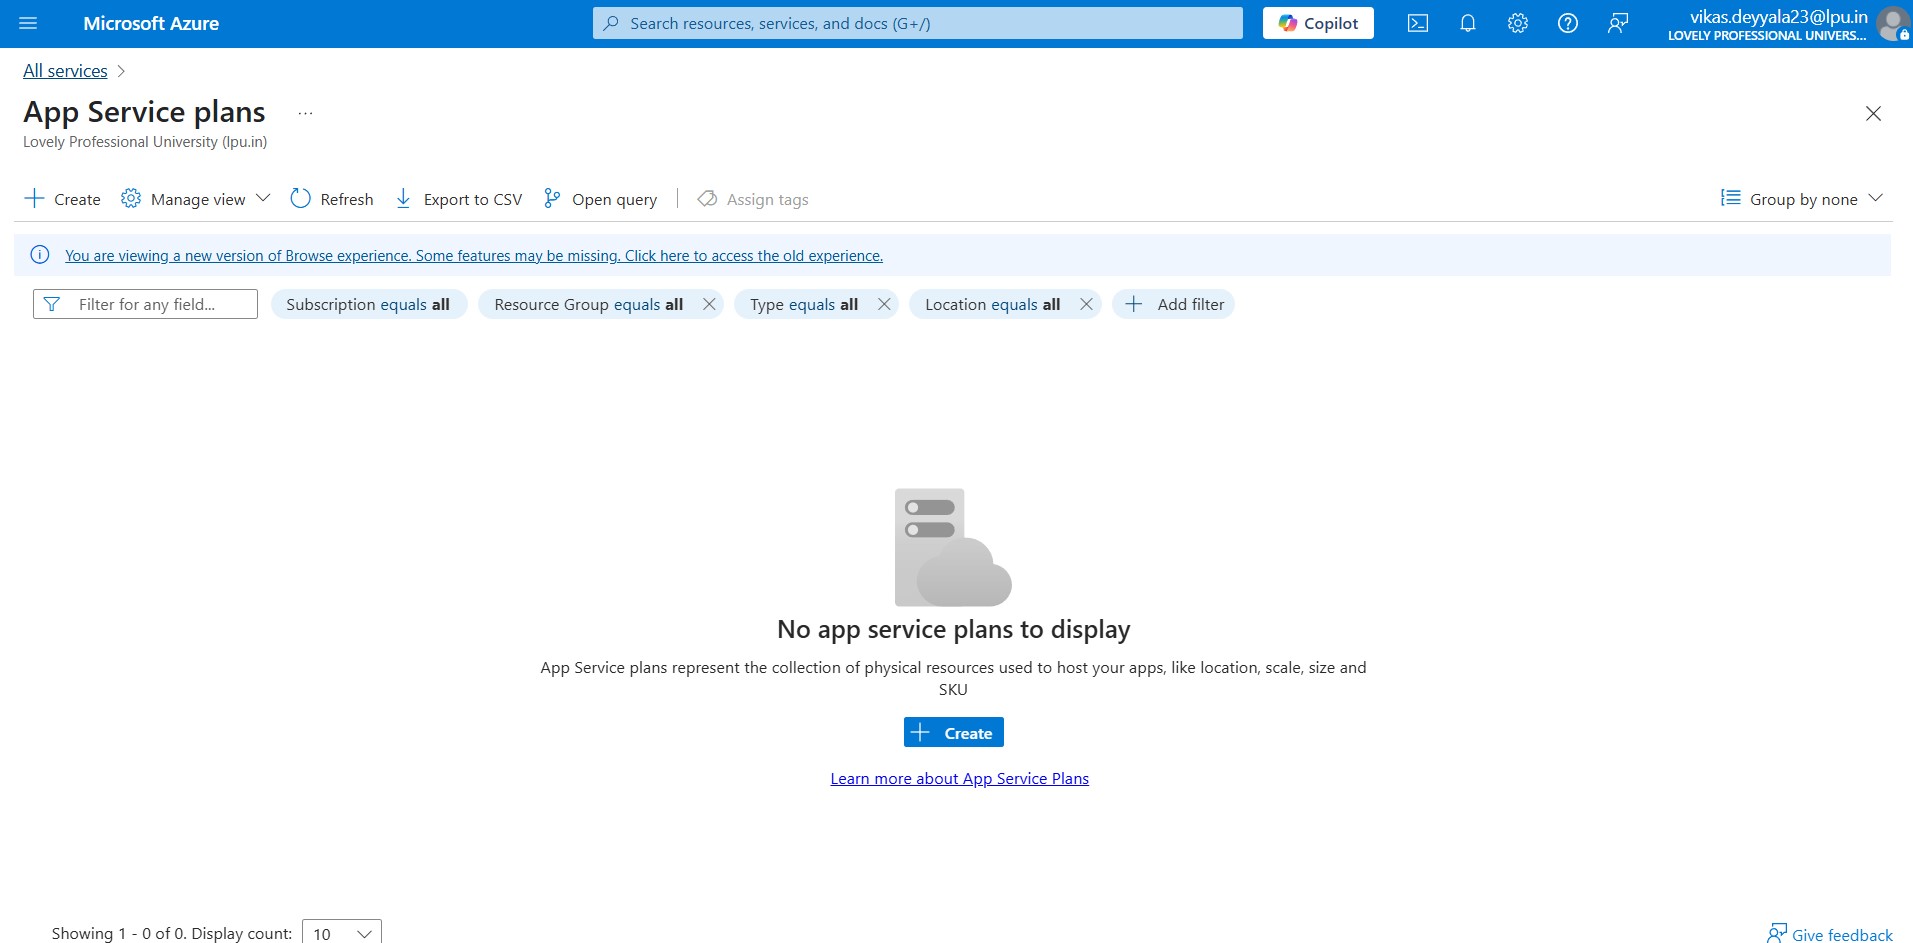 Microsoft Azure
Search resources, services, and docs (G+/)
Copilot
vikas.deyyala23@lpu.in
LOVELY PROFESSIONAL UNIVERS...
All services
App Service plans ...
Lovely Professional University (lpu.in)
Create Manage view Refresh Export to CSV Open query Assign tags Group by none
You are viewing a new version of Browse experience. Some features may be missing. Click here to access the old experience.
Filter for any field... Subscription equals all Resource Group equals all Type equals all Location equals all Add filter
No app service plans to display
App Service plans represent the collection of physical resources used to host your apps, like location, scale, size and
SKU
Create
Learn more about App Service Plans
Showing 1 - 0 of 0. Display count: 10
Give feedback